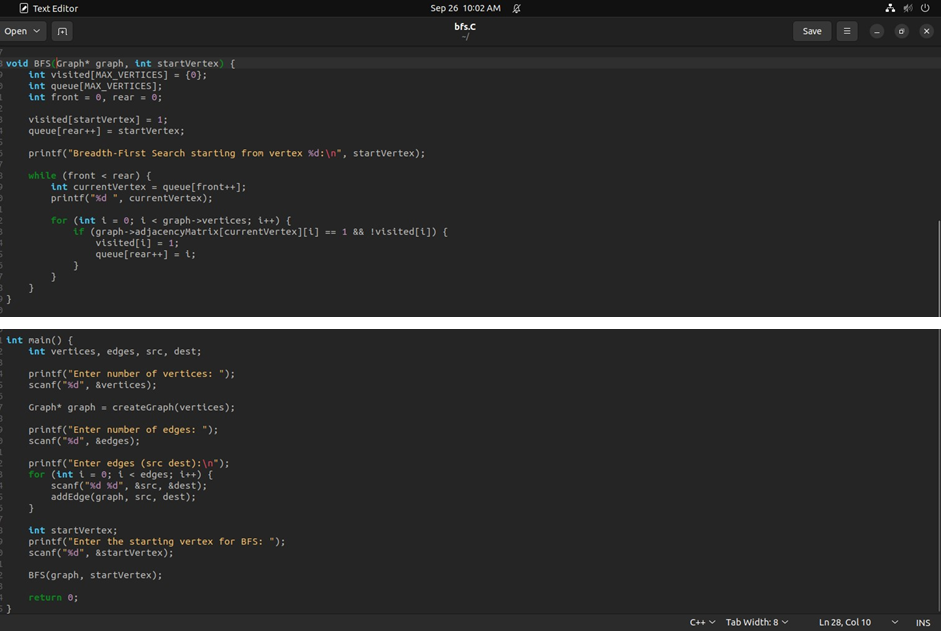 Text Editor
Sep 26 10:02 AM
Open
bfs.C
~/
Save
void BFS(Graph* graph, int startVertex) {
int visited[MAX_VERTICES] = {0};
int queue[MAX_VERTICES];
int front = 0, rear = 0;
visited[startVertex] = 1;
queue[rear++] = startVertex;
printf("Breadth-First Search starting from vertex %d:\n", startVertex);
while (front < rear) {
int currentVertex = queue[front++];
printf("%d ", currentVertex);
for (int i = 0; i < graph->vertices; i++) {
if (graph->adjacencyMatrix[currentVertex][i] == 1 && !visited[i]) {
visited[i] = 1;
queue[rear++] = i;
}
}
}
}
int main() {
int vertices, edges, src, dest;
printf("Enter number of vertices: ");
scanf("%d", &vertices);
Graph* graph = createGraph(vertices);
printf("Enter number of edges: ");
scanf("%d", &edges);
printf("Enter edges (src dest):\n");
for (int i = 0; i < edges; i++) {
scanf("%d %d", &src, &dest);
addEdge(graph, src, dest);
}
int startVertex;
printf("Enter the starting vertex for BFS: ");
scanf("%d", &startVertex);
BFS(graph, startVertex);
return 0;
}
C++ Tab Width: 8 Ln 28, Col 10 INS